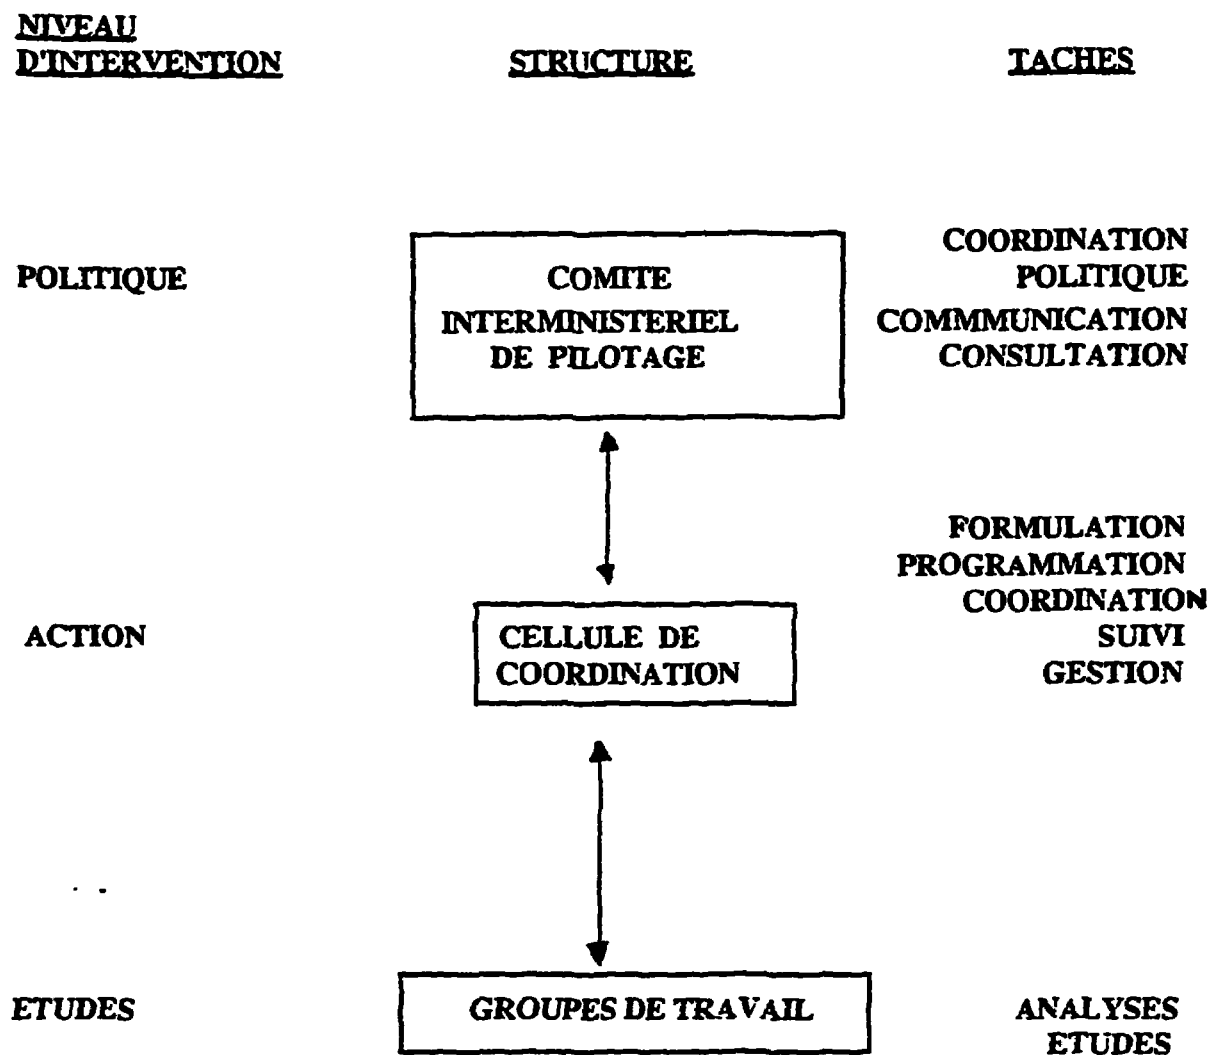 NIVEAU
D'INTERVENTION
STRUCTURE
TACHES
POLITIQUE
COMITE
INTERMINISTERIEL
DE PILOTAGE
COORDINATION
POLITIQUE
COMMMUNICATION
CONSULTATION
ACTION
CELLULE DE
COORDINATION
FORMULATION
PROGRAMMATION
COORDINATION
SUIVI
GESTION
ETUDES
GROUPES DE TRAVAIL
ANALYSES
ETUDES